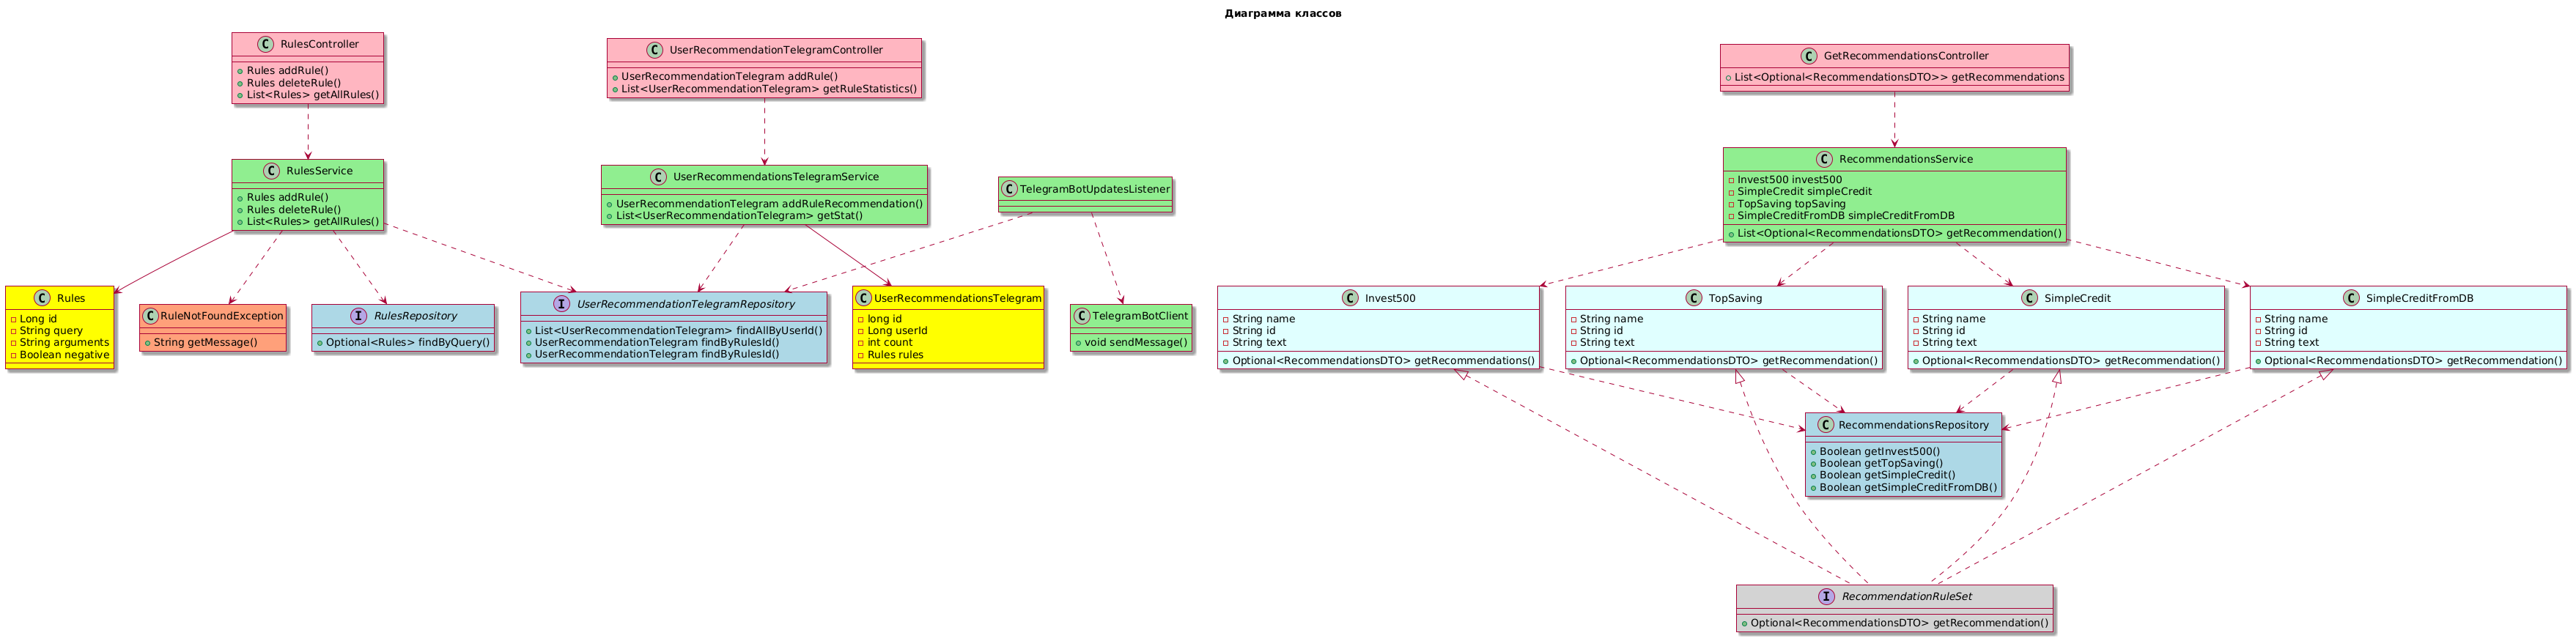 Диаграмма классов
C RulesController
Rules addRule()
Rules deleteRule()
List<Rules> getAllRules()
C UserRecommendationTelegramController
UserRecommendationTelegram addRule()
List<UserRecommendationTelegram> getRuleStatistics()
C GetRecommendationsController
List<Optional<RecommendationsDTO>> getRecommendations
C RulesService
Rules addRule()
Rules deleteRule()
List<Rules> getAllRules()
C UserRecommendationsTelegramService
UserRecommendationTelegram addRuleRecommendation()
List<UserRecommendationTelegram> getStat()
C TelegramBotUpdatesListener
C RecommendationsService
Invest500 invest500
SimpleCredit simpleCredit
TopSaving topSaving
SimpleCreditFromDB simpleCreditFromDB
List<Optional<RecommendationsDTO> getRecommendation()
C Rules
Long id
String query
String arguments
Boolean negative
C RuleNotFoundException
String getMessage()
I RulesRepository
Optional<Rules> findByQuery()
I UserRecommendationTelegramRepository
List<UserRecommendationTelegram> findAllByUserId()
UserRecommendationTelegram findByRulesId()
UserRecommendationTelegram findByRulesId()
C UserRecommendationsTelegram
long id
Long userId
int count
Rules rules
C TelegramBotClient
void sendMessage()
C Invest500
String name
String id
String text
Optional<RecommendationsDTO> getRecommendations()
C TopSaving
String name
String id
String text
Optional<RecommendationsDTO> getRecommendation()
C SimpleCredit
String name
String id
String text
Optional<RecommendationsDTO> getRecommendation()
C SimpleCreditFromDB
String name
String id
String text
Optional<RecommendationsDTO> getRecommendation()
C RecommendationsRepository
Boolean getInvest500()
Boolean getTopSaving()
Boolean getSimpleCredit()
Boolean getSimpleCreditFromDB()
I RecommendationRuleSet
Optional<RecommendationsDTO> getRecommendation()